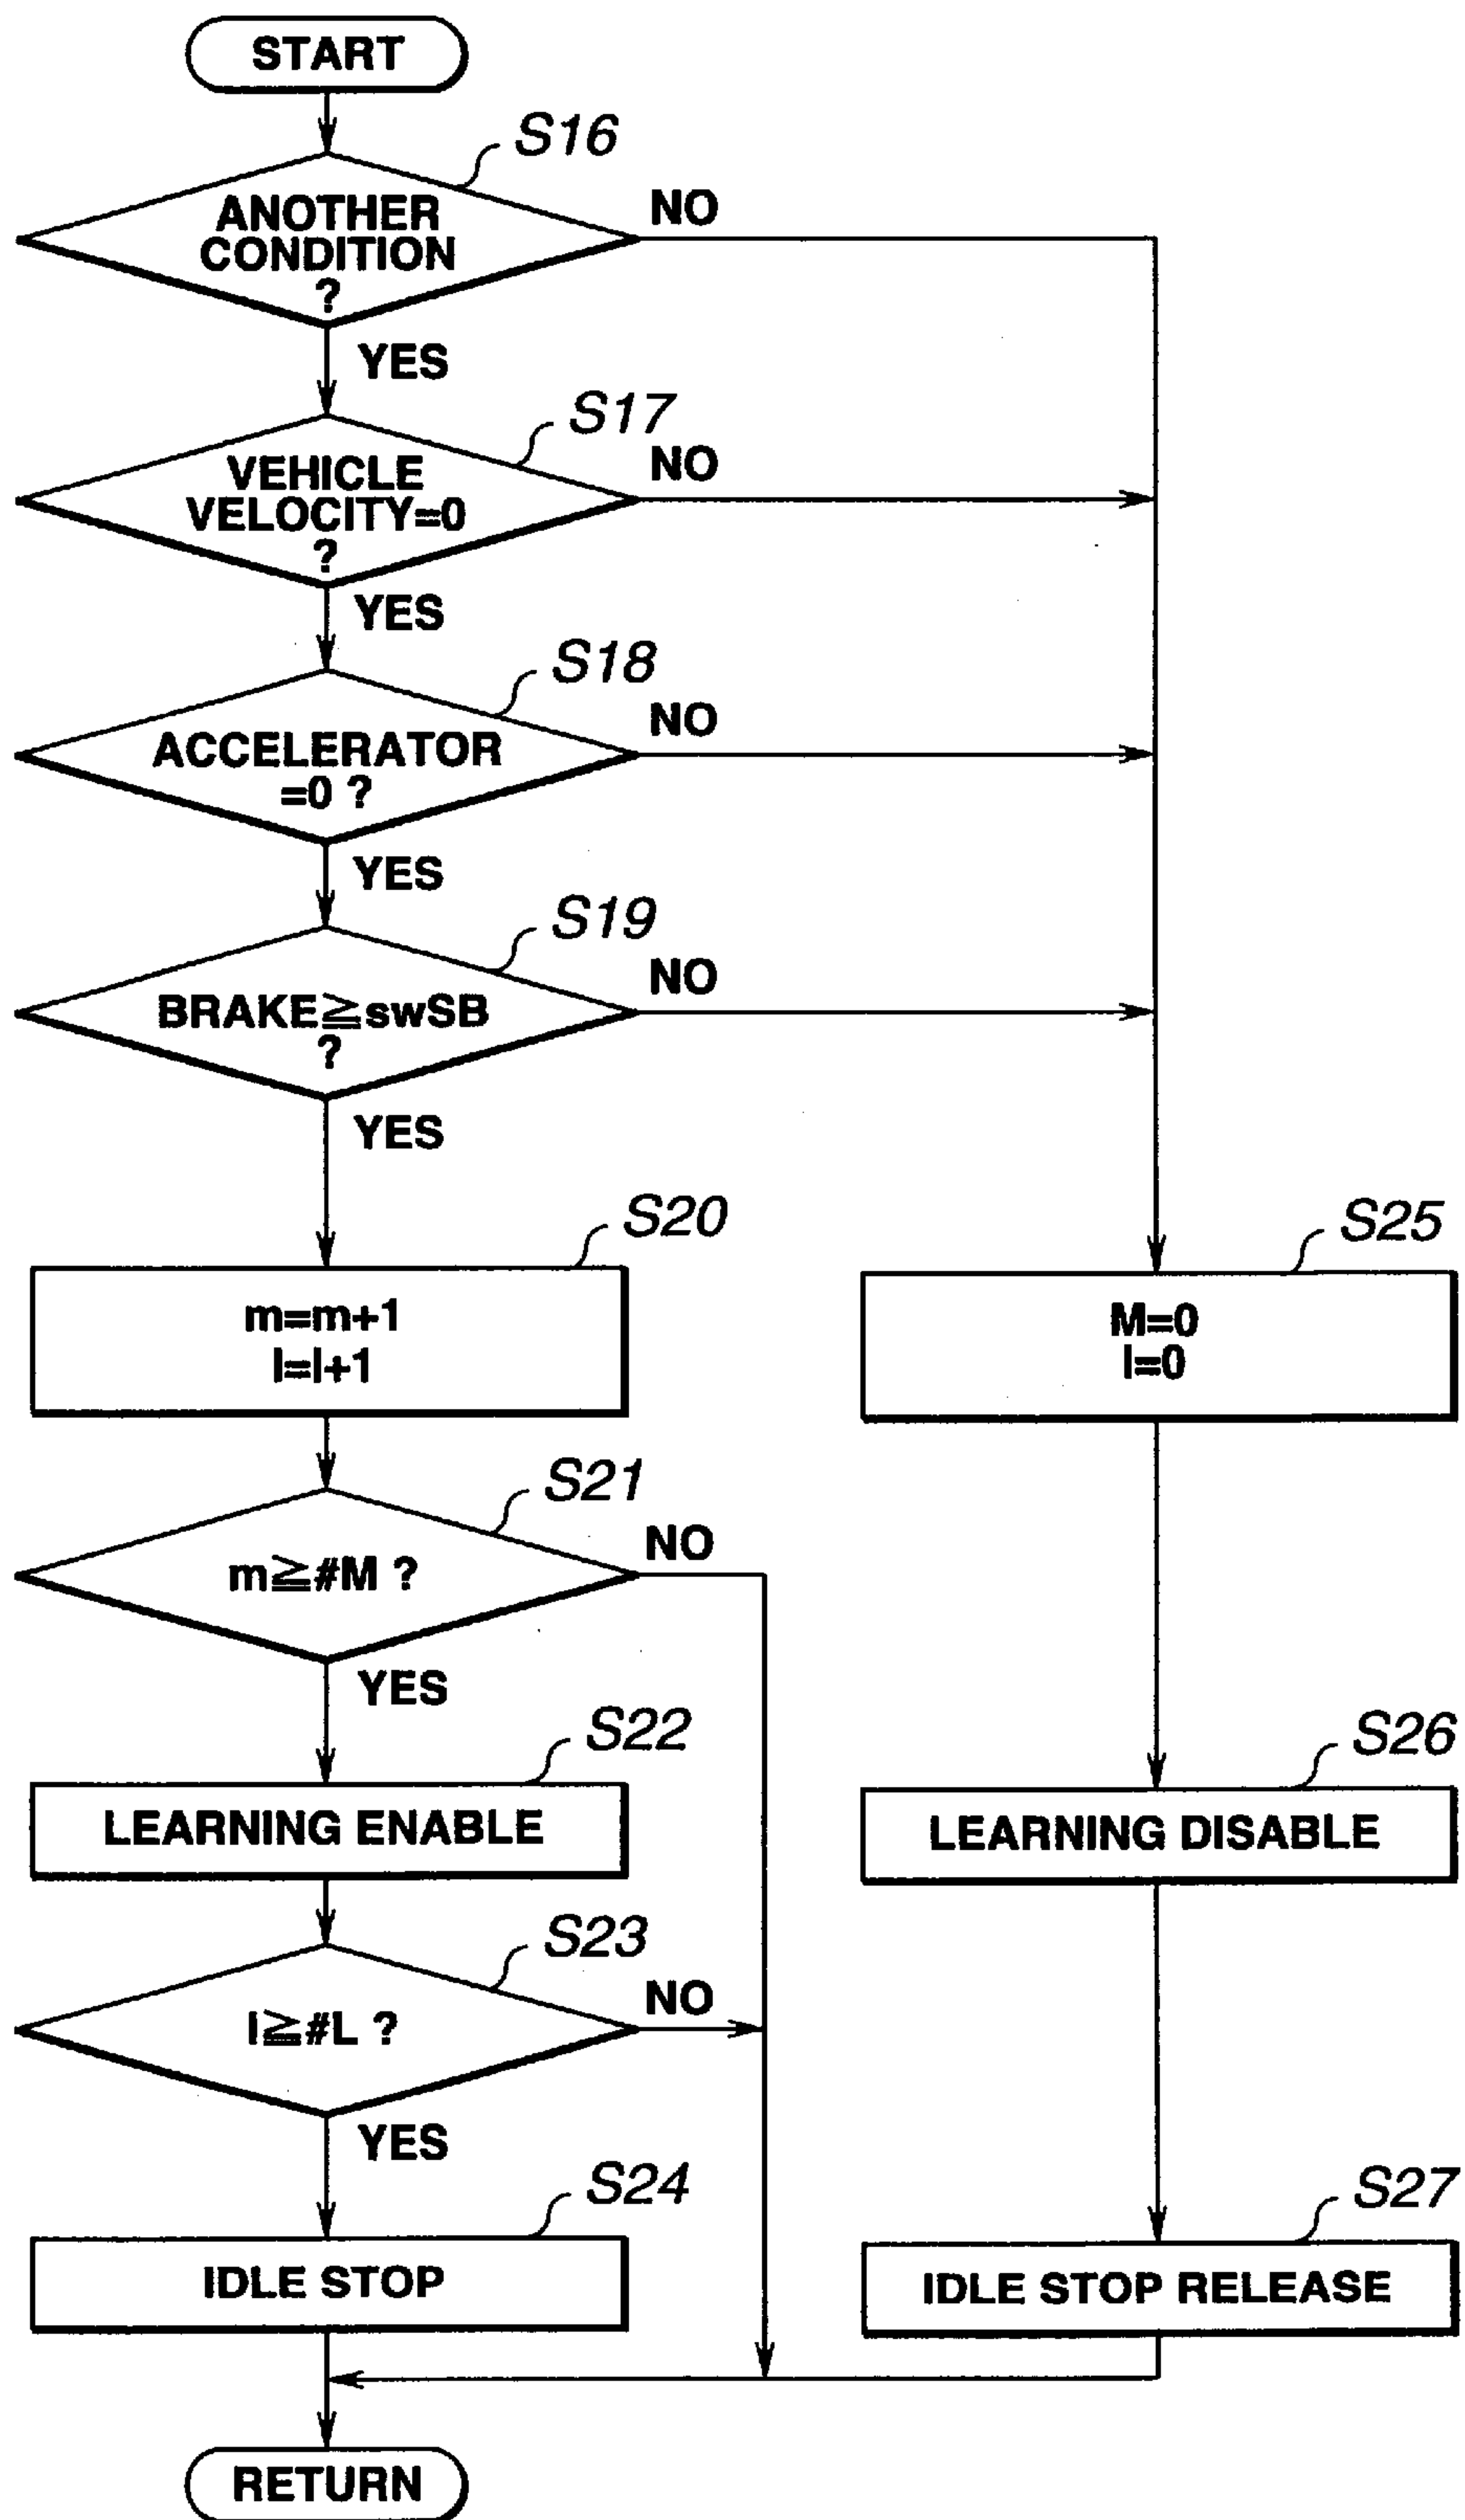 START
S16
ANOTHER
CONDITION
?
NO
YES
S17
VEHICLE
VELOCITY=0
?
NO
YES
S18
ACCELERATOR
=0 ?
NO
YES
S19
BRAKE≧swSB
?
NO
YES
S20
m=m+1
l=l+1
S25
M=0
l=0
S21
m≧#M ?
NO
YES
S22
LEARNING ENABLE
S26
LEARNING DISABLE
S23
l≧#L ?
NO
YES
S24
IDLE STOP
S27
IDLE STOP RELEASE
RETURN